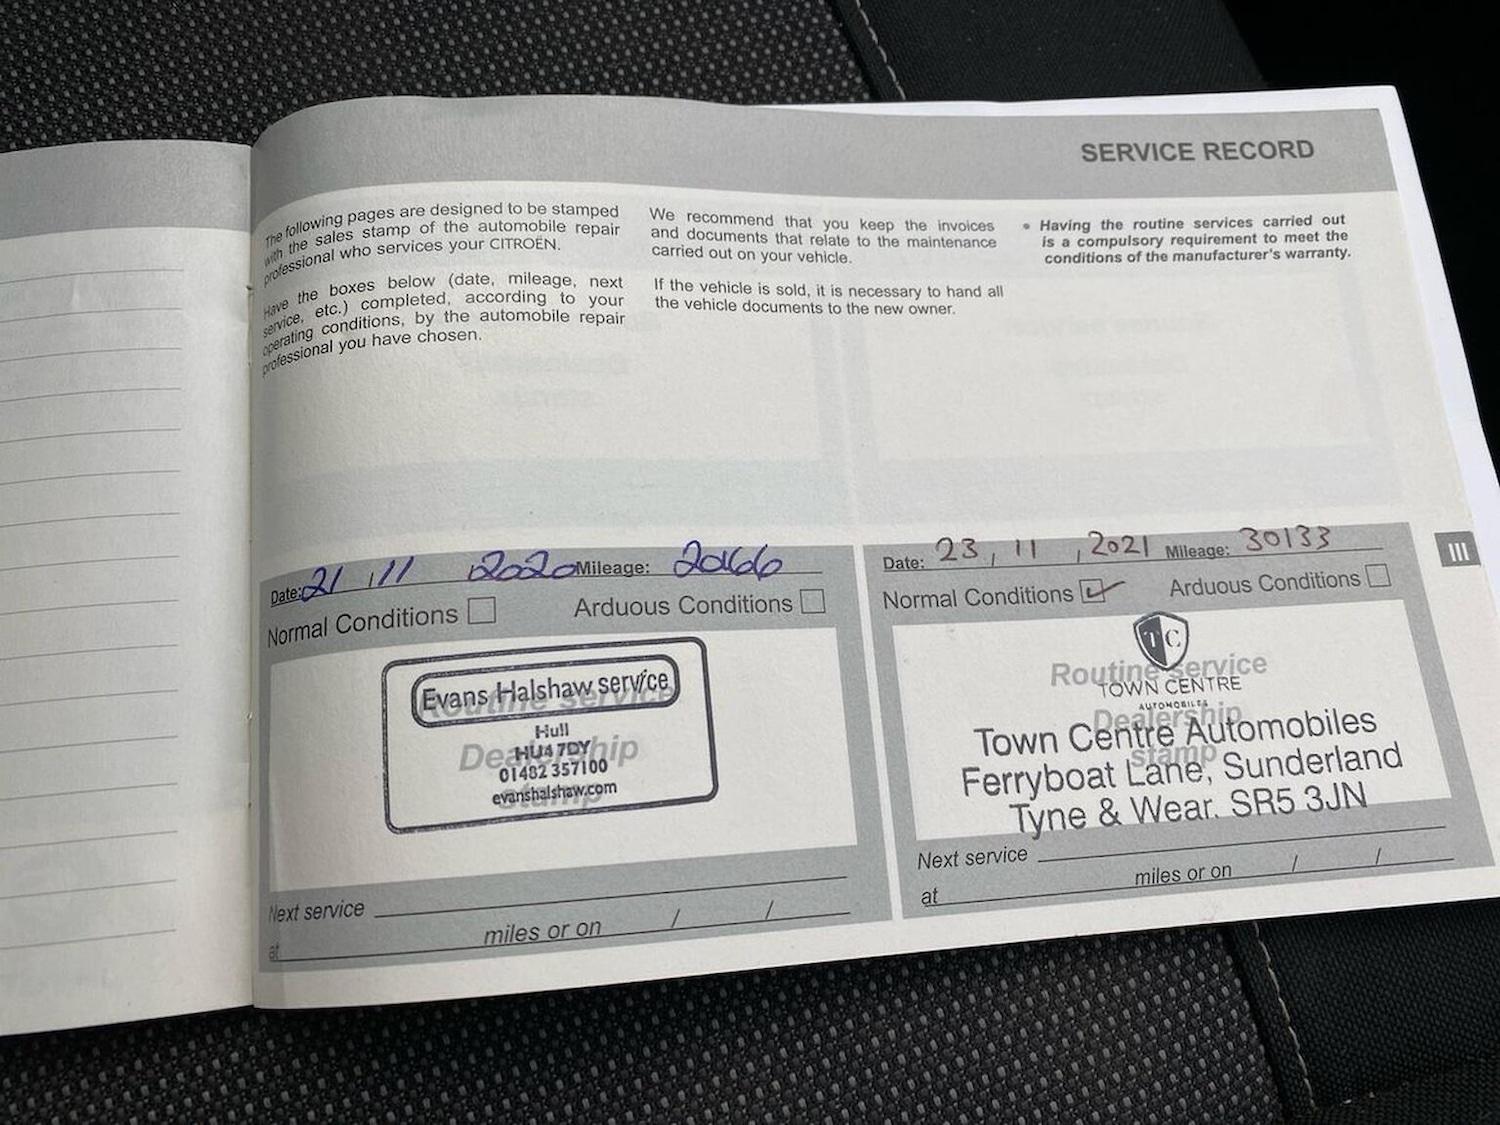 SERVICE RECORD
The following pages are designed to be stamped
with the sales stamp of the automobile repair
professional who services your CITROËN.
Have the boxes below (date, mileage, next
service, etc.) completed, according to your
operating conditions, by the automobile repair
professional you have chosen.
We recommend that you keep the invoices
and documents that relate to the maintenance
carried out on your vehicle.
If the vehicle is sold, it is necessary to hand all
the vehicle documents to the new owner.
• Having the routine services carried out
is a compulsory requirement to meet the
conditions of the manufacturer's warranty.
III
Date: 21 / 11 2020 Mileage: 20166
Normal Conditions Arduous Conditions
Routine service
Dealership
stamp
Evans Halshaw service
Hull
HU4 7DY
01482 357100
evanshalshaw.com
Next service
at miles or on / /
Date: 23 / 11 / 2021 Mileage: 30133
Normal Conditions ✓ Arduous Conditions
Routine service
Dealership
stamp
TC
TOWN CENTRE
AUTOMOBILES
Town Centre Automobiles
Ferryboat Lane, Sunderland
Tyne & Wear. SR5 3JN
Next service
at miles or on / /